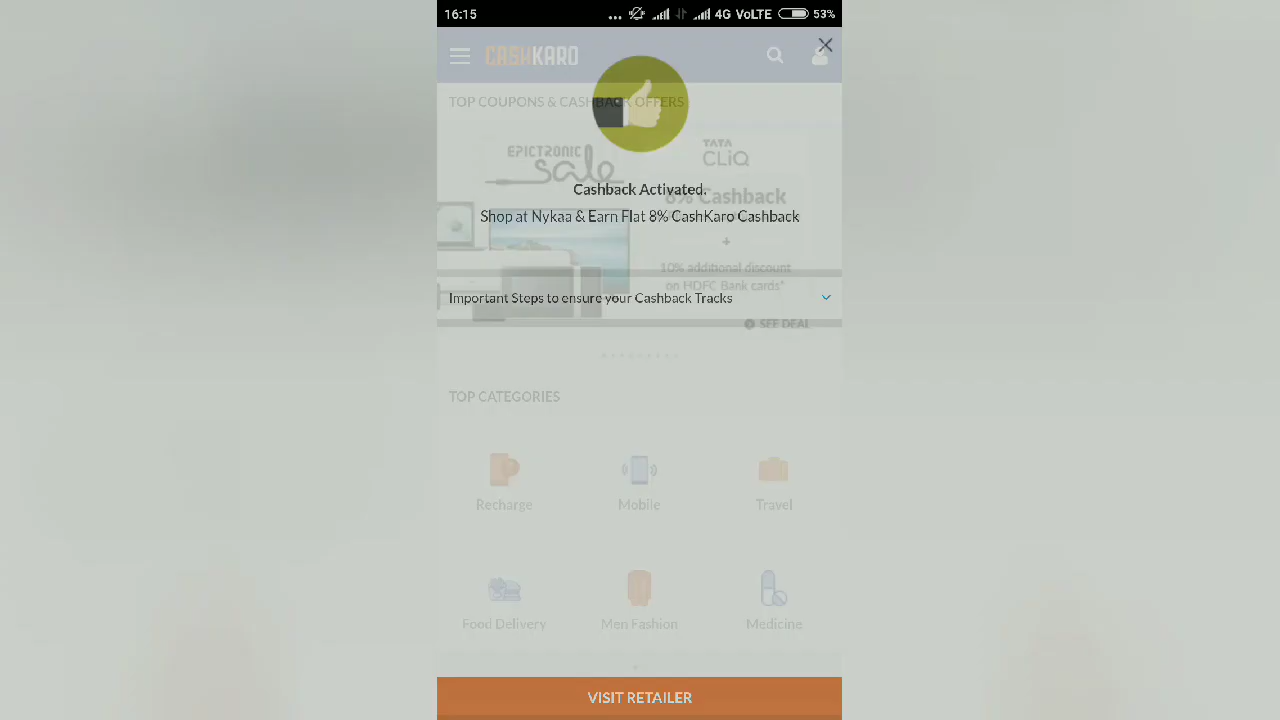 16:15
... 4G VoLTE 53%
CASHKARO
TOP COUPONS & CASHBACK OFFERS
EPICTRONIC
sale
TATA
CLiQ
Cashback Activated.
8% Cashback
Shop at Nykaa & Earn Flat 8% CashKaro Cashback
+
10% additional discount
on HDFC Bank cards*
Important Steps to ensure your Cashback Tracks
SEE DEAL
TOP CATEGORIES
Recharge
Mobile
Travel
Food Delivery
Men Fashion
Medicine
VISIT RETAILER